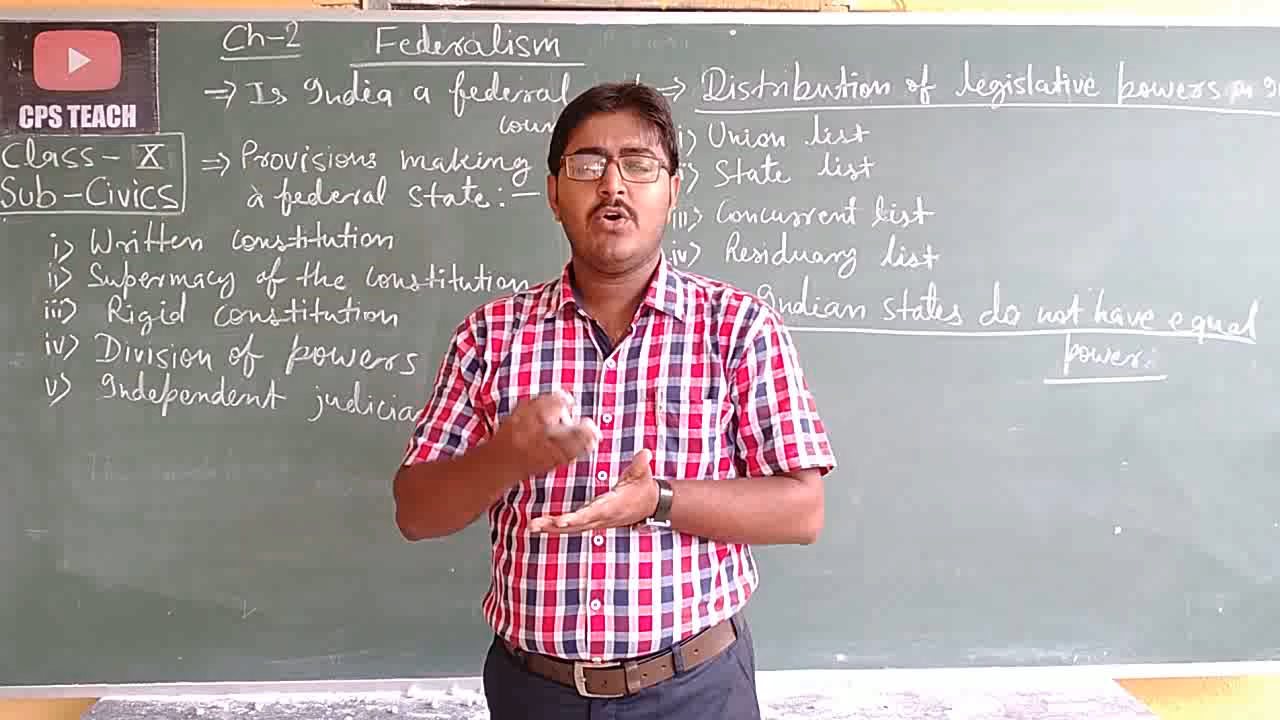 CPS TEACH
Class - X
Sub - Civics
Ch-2 Federalism
⇒ Is India a federal
⇒ Provisions making
a federal state :-
i) Written constitution
ii) Supermacy of the constitution
iii) Rigid constitution
iv) Division of powers
v) Independent
⇒ Distribution of legislative powers
i) Union list
State list
iii) Concurrent list
iv) Residuary list
Indian states do not have equal
power.